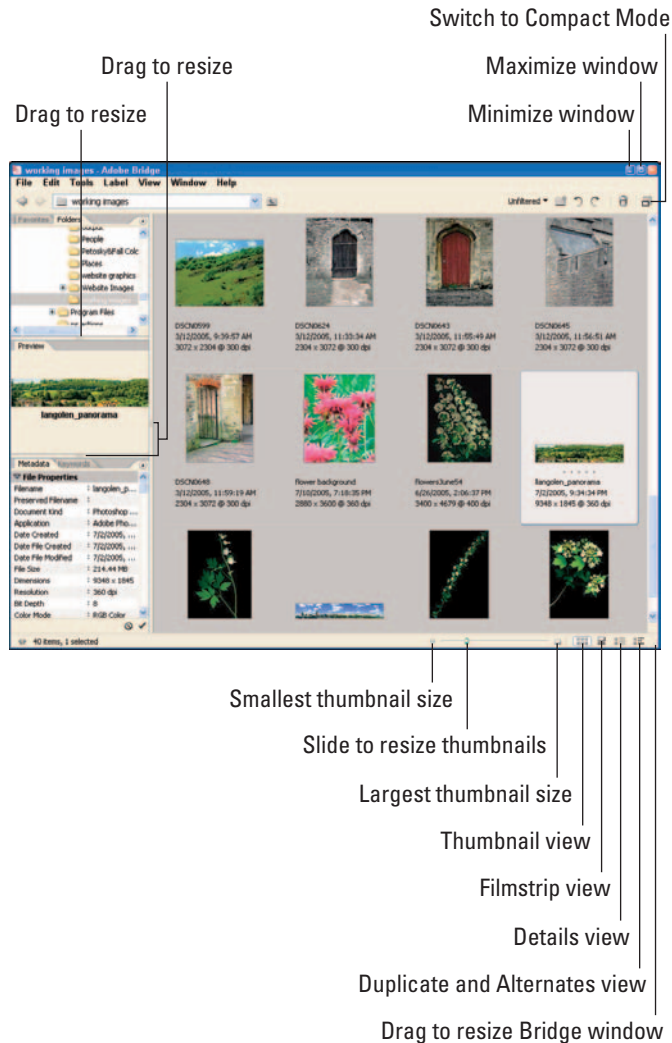 Switch to Compact Mode
Drag to resize
Maximize window
Drag to resize
Minimize window
working images - Adobe Bridge
File Edit Tools Label View Window Help
working images
Unfiltered
Favorites Folders
output
People
Petosky&Fall Colc
Places
website graphics
Website Images
Program Files
Preview
langolen_panorama
Metadata Keywords
File Properties
Filename : langolen_p...
Preserved Filename :
Document Kind : Photoshop ...
Application : Adobe Pho...
Date Created : 7/2/2005, ...
Date File Created : 7/2/2005, ...
Date File Modified : 7/2/2005, ...
File Size : 214.44 MB
Dimensions : 9348 x 1845
Resolution : 360 dpi
Bit Depth : 8
Color Mode : RGB Color
DSCN0599
3/12/2005, 9:39:57 AM
3072 x 2304 @ 300 dpi
DSCN0624
3/12/2005, 11:33:34 AM
2304 x 3072 @ 300 dpi
DSCN0643
3/12/2005, 11:55:49 AM
2304 x 3072 @ 300 dpi
DSCN0645
3/12/2005, 11:56:51 AM
3072 x 2304 @ 300 dpi
DSCN0648
3/12/2005, 11:59:19 AM
2304 x 3072 @ 300 dpi
flower background
7/10/2005, 7:18:35 PM
2880 x 3600 @ 360 dpi
flowersJune54
6/26/2005, 2:06:37 PM
3400 x 4679 @ 400 dpi
llangolen_panorama
7/2/2005, 9:34:34 PM
9348 x 1845 @ 360 dpi
40 items, 1 selected
Smallest thumbnail size
Slide to resize thumbnails
Largest thumbnail size
Thumbnail view
Filmstrip view
Details view
Duplicate and Alternates view
Drag to resize Bridge window